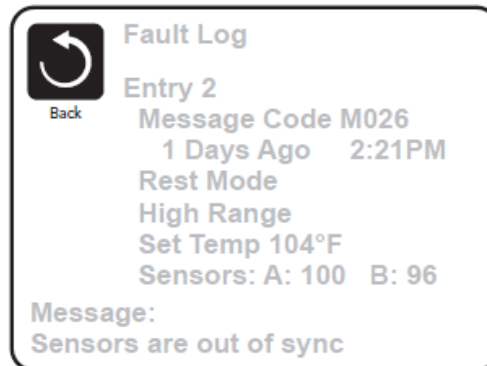 Fault Log
Back
Entry 2
Message Code M026
1 Days Ago 2:21PM
Rest Mode
High Range
Set Temp 104°F
Sensors: A: 100 B: 96
Message:
Sensors are out of sync